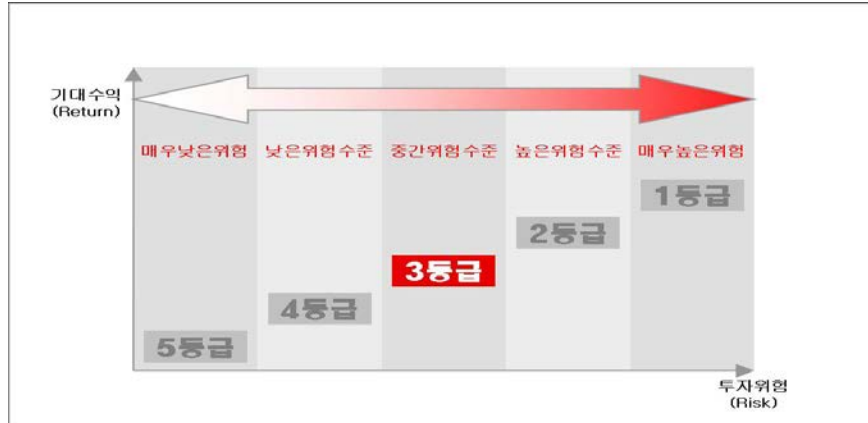 기대수익
(Return)
매우낮은위험 낮은위험수준 중간위험수준 높은위험수준 매우높은위험
1등급
2등급
3등급
4등급
5등급
투자위험
(Risk)